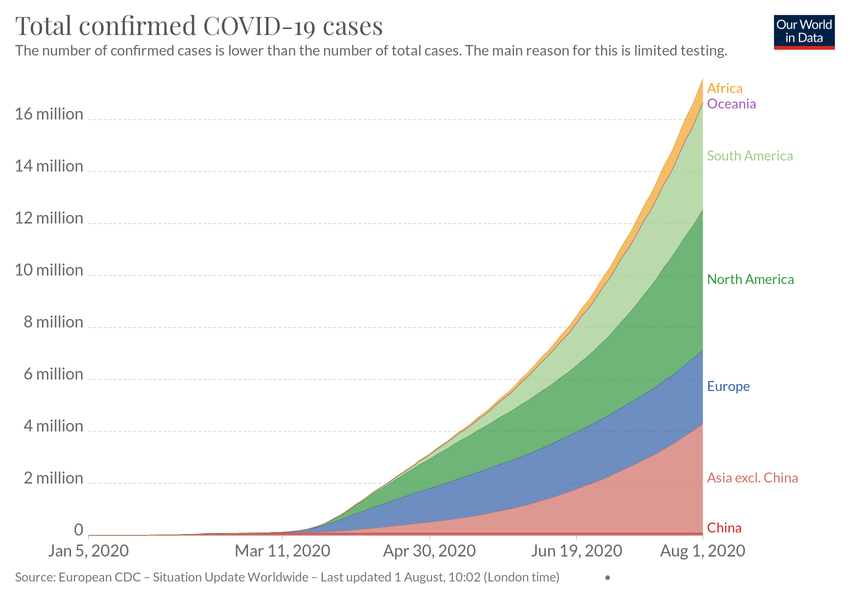 Total confirmed COVID-19 cases
The number of confirmed cases is lower than the number of total cases. The main reason for this is limited testing.
Our World
in Data
Africa
Oceania
16 million
South America
14 million
12 million
10 million
North America
8 million
6 million
Europe
4 million
2 million
Asia excl. China
China
0
Jan 5, 2020
Mar 11, 2020
Apr 30, 2020
Jun 19, 2020
Aug 1, 2020
Source: European CDC – Situation Update Worldwide – Last updated 1 August, 10:02 (London time)